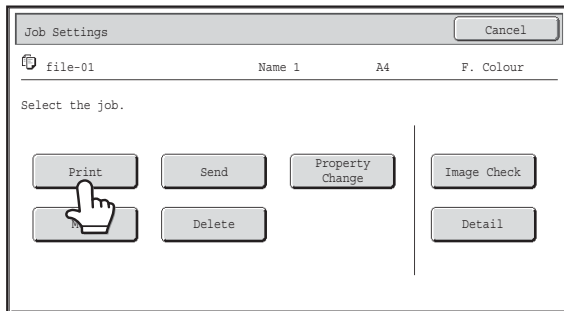 Job Settings
Cancel
file-01 Name 1 A4 F. Colour
Select the job.
Print Send Property Change Image Check
Delete Detail